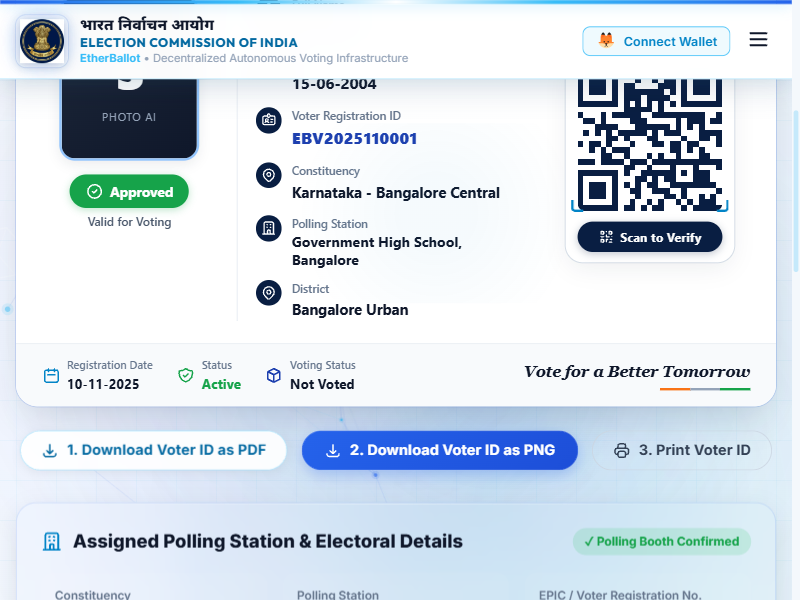 भारत निर्वाचन आयोग
ELECTION COMMISSION OF INDIA
EtherBallot • Decentralized Autonomous Voting Infrastructure
Connect Wallet
PHOTO AI
Approved
Valid for Voting
15-06-2004
Voter Registration ID
EBV2025110001
Constituency
Karnataka - Bangalore Central
Polling Station
Government High School,
Bangalore
District
Bangalore Urban
Scan to Verify
Registration Date
10-11-2025
Status
Active
Voting Status
Not Voted
Vote for a Better Tomorrow
1. Download Voter ID as PDF
2. Download Voter ID as PNG
3. Print Voter ID
Assigned Polling Station & Electoral Details
✓ Polling Booth Confirmed
Constituency
Polling Station
EPIC / Voter Registration No.